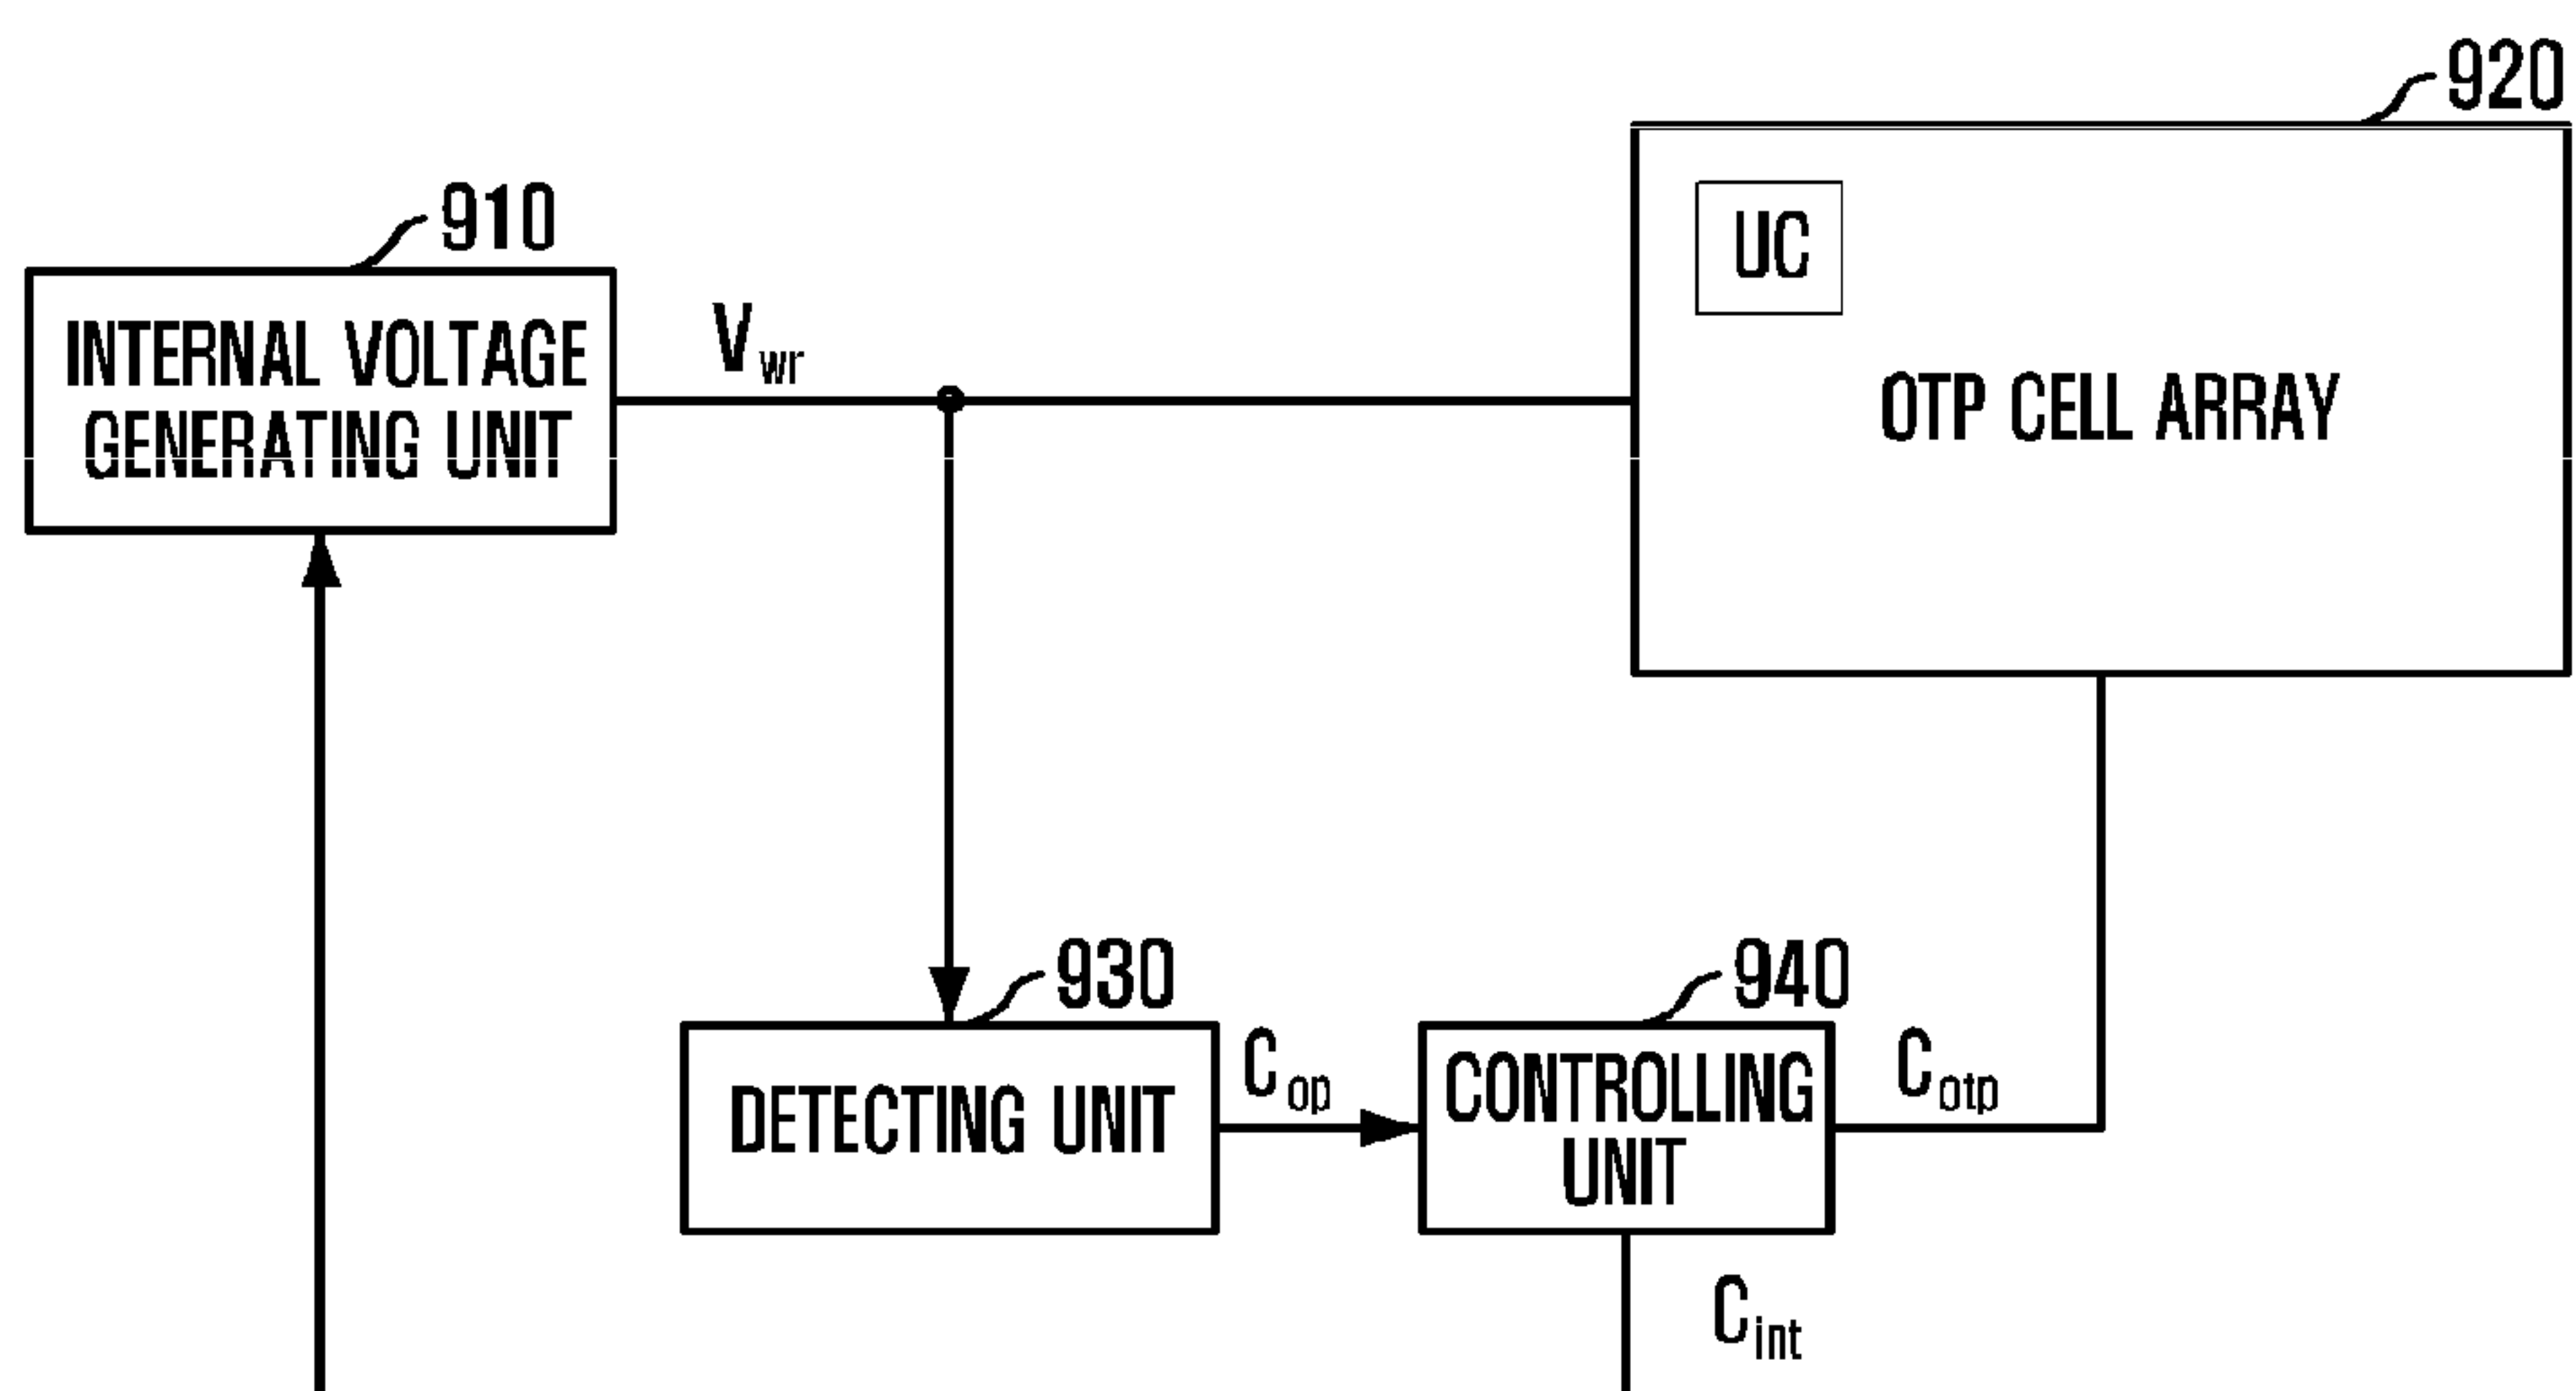 920
910
UC
INTERNAL VOLTAGE
GENERATING UNIT
Vwr
OTP CELL ARRAY
930
940
DETECTING UNIT
Cop
CONTROLLING
UNIT
Cotp
Cint